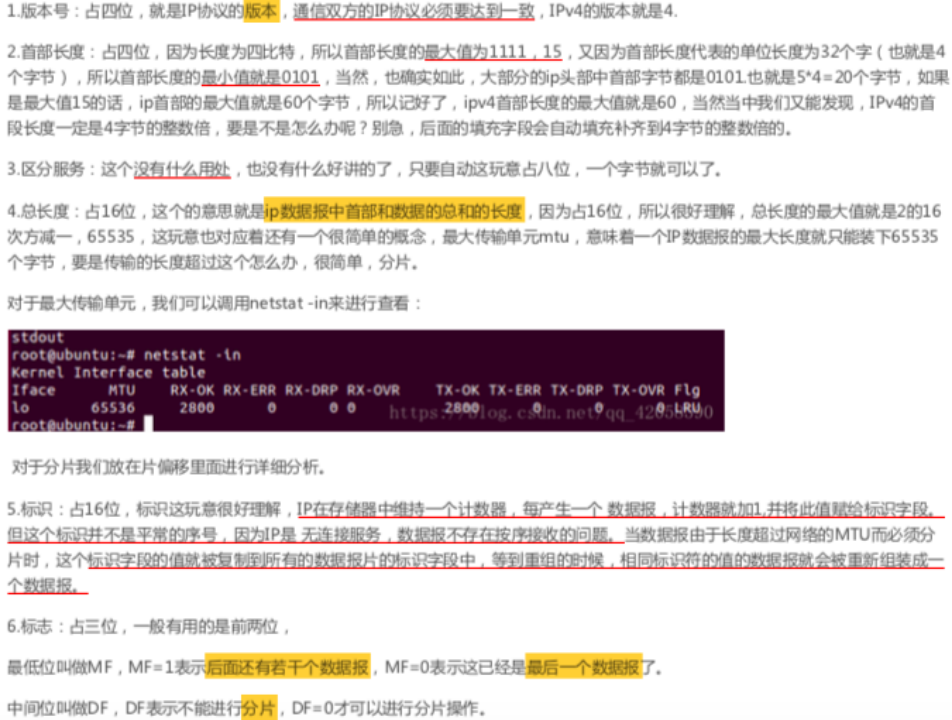 1.版本号：占四位，就是IP协议的版本，通信双方的IP协议必须要达到一致，IPv4的版本就是4.
2.首部长度：占四位，因为长度为四比特，所以首部长度的最大值为1111，15，又因为首部长度代表的单位长度为32个字（也就是4
个字节），所以首部长度的最小值就是0101，当然，也确实如此，大部分的ip头部中首部字节都是0101.也就是5*4=20个字节，如果
是最大值15的话，ip首部的最大值就是60个字节，所以记好了，ipv4首部长度的最大值就是60，当然当中我们又能发现，IPv4的首
段长度一定是4字节的整数倍，要是不是怎么办呢？别急，后面的填充字段会自动填充补齐到4字节的整数倍的。
3.区分服务：这个没有什么用处，也没有什么好讲的了，只要自动这玩意占八位，一个字节就可以了。
4.总长度：占16位，这个的意思就是ip数据报中首部和数据的总和的长度，因为占16位，所以很好理解，总长度的最大值就是2的16
次方减一，65535，这玩意也对应着还有一个很简单的概念，最大传输单元mtu，意味着一个IP数据报的最大长度就只能装下65535
个字节，要是传输的长度超过这个怎么办，很简单，分片。
对于最大传输单元，我们可以调用netstat -in来进行查看：
stdout
root@ubuntu:~# netstat -in
Kernel Interface table
Iface MTU RX-OK RX-ERR RX-DRP RX-OVR TX-OK TX-ERR TX-DRP TX-OVR Flg
lo 65536 2800 0 0 0 2800 0 0 0 LRU
https://blog.csdn.net/qq_42058590
root@ubuntu:~#
对于分片我们放在片偏移里面进行详细分析。
5.标识：占16位，标识这玩意很好理解，IP在存储器中维持一个计数器，每产生一个 数据报，计数器就加1,并将此值赋给标识字段。
但这个标识并不是平常的序号，因为IP是 无连接服务，数据报不存在按序接收的问题。当数据报由于长度超过网络的MTU而必须分
片时，这个标识字段的值就被复制到所有的数据报片的标识字段中，等到重组的时候，相同标识符的值的数据报就会被重新组装成一
个数据报。
6.标志：占三位，一般有用的是前两位，
最低位叫做MF，MF=1表示后面还有若干个数据报，MF=0表示这已经是最后一个数据报了。
中间位叫做DF，DF表示不能进行分片，DF=0才可以进行分片操作。